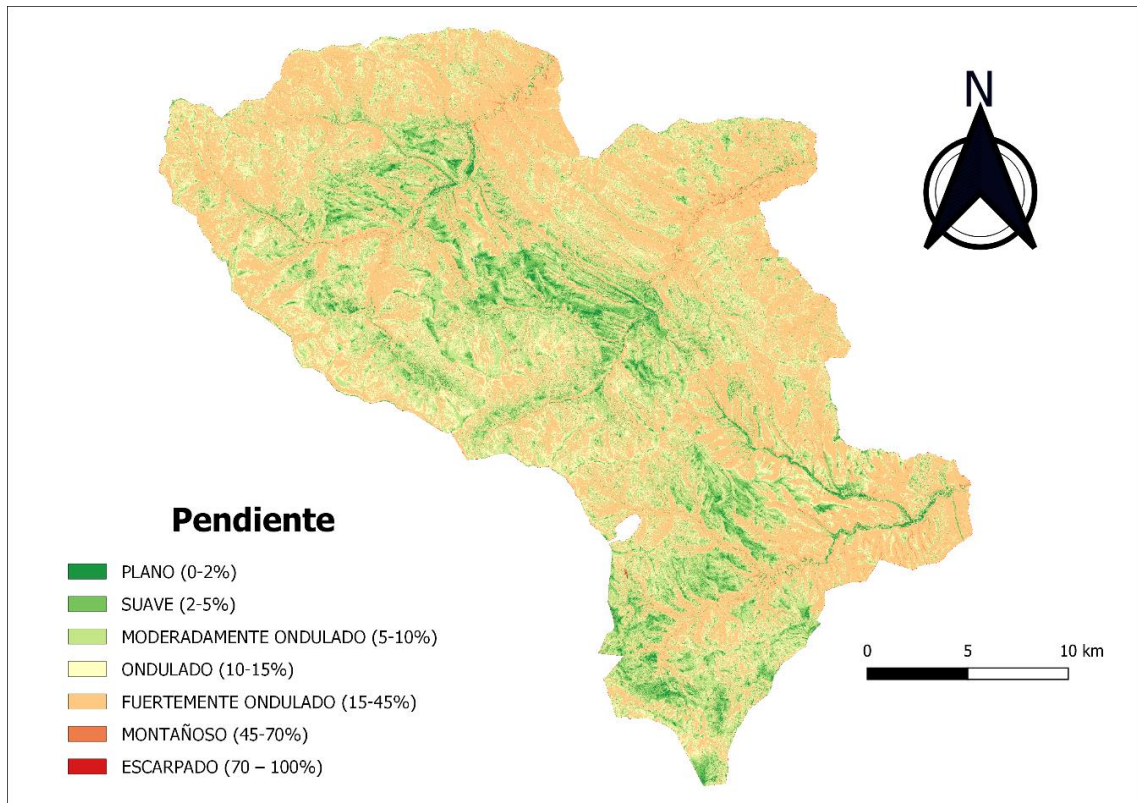 N
Pendiente
PLANO (0-2%)
SUAVE (2-5%)
MODERADAMENTE ONDULADO (5-10%)
ONDULADO (10-15%)
FUERTEMENTE ONDULADO (15-45%)
MONTAÑOSO (45-70%)
ESCARPADO (70 – 100%)
0 5 10 km